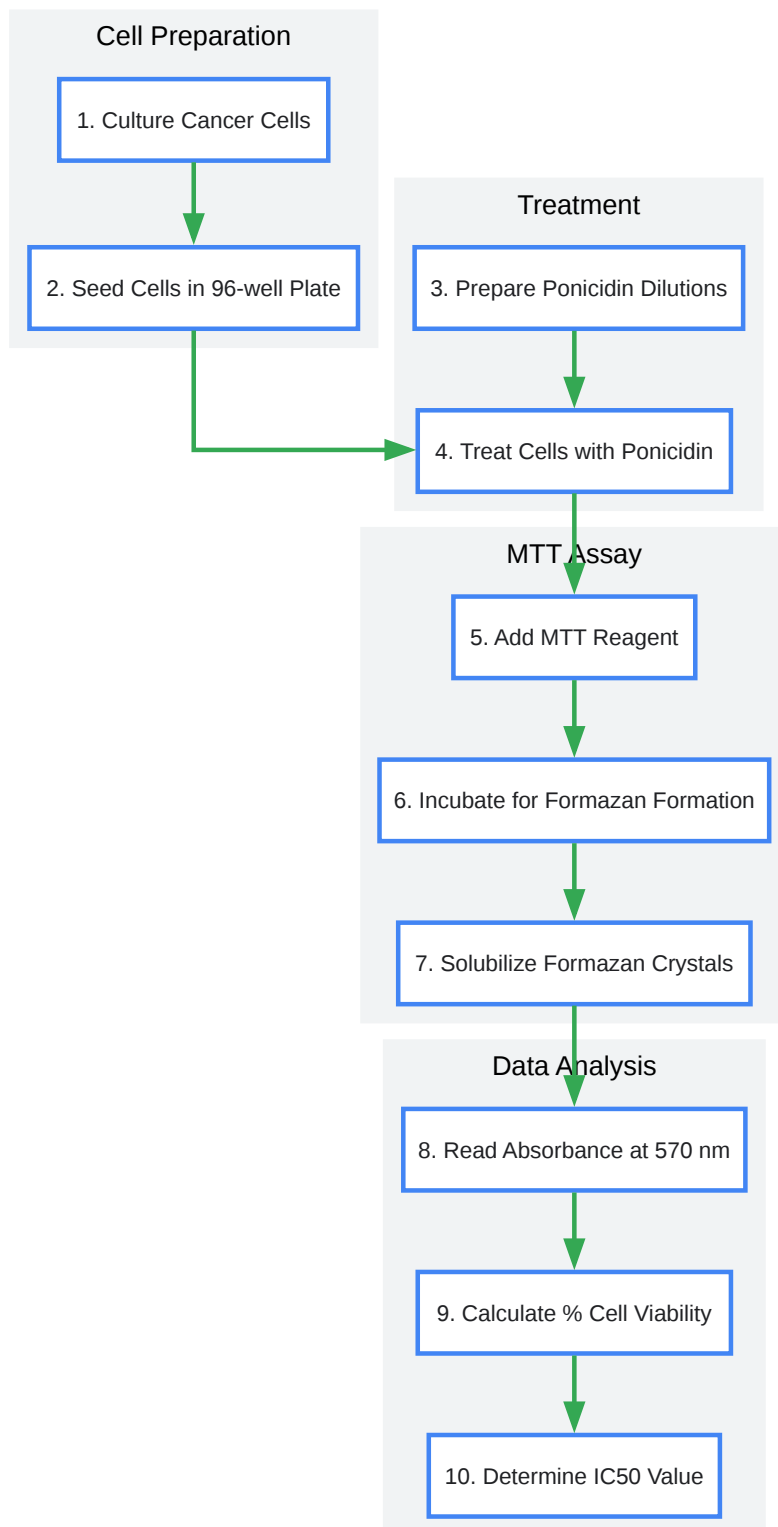 Cell Preparation
1. Culture Cancer Cells
2. Seed Cells in 96-well Plate
Treatment
3. Prepare Ponicidin Dilutions
4. Treat Cells with Ponicidin
MTT Assay
5. Add MTT Reagent
6. Incubate for Formazan Formation
7. Solubilize Formazan Crystals
Data Analysis
8. Read Absorbance at 570 nm
9. Calculate % Cell Viability
10. Determine IC50 Value